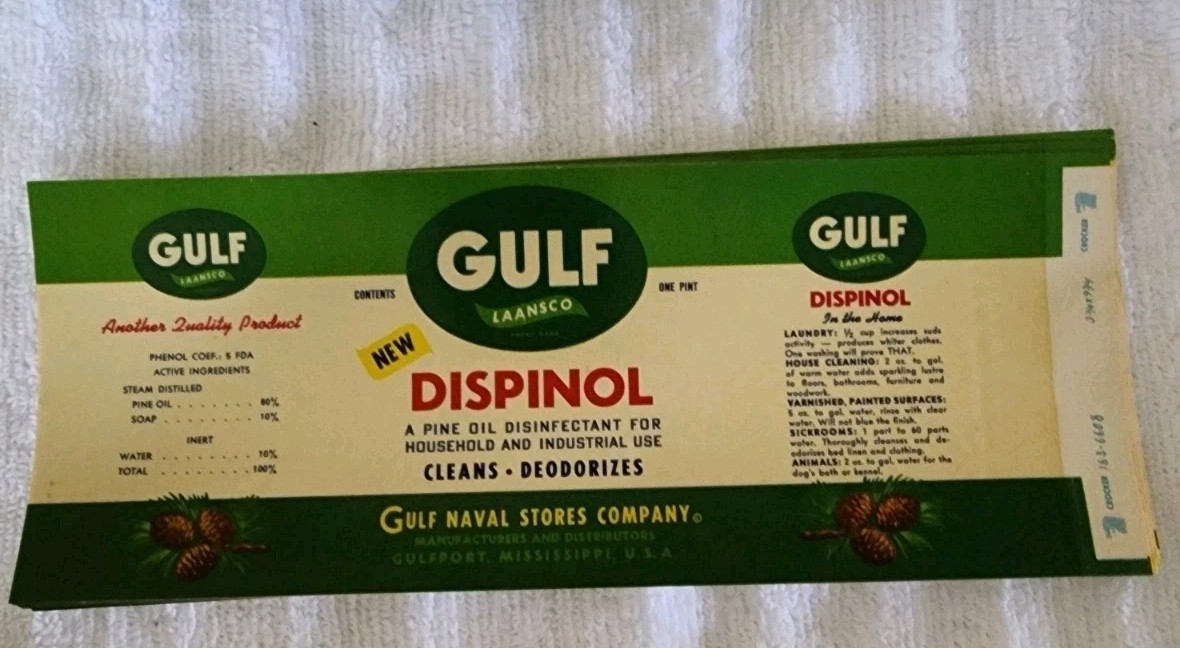 GULF
LAANSCO
Another Quality Product
PHENOL COEF.: 5 FDA
ACTIVE INGREDIENTS
STEAM DISTILLED
PINE OIL . . . . . . . . 80%
SOAP . . . . . . . . . 10%
INERT
WATER . . . . . . . . . 10%
TOTAL . . . . . . . . . 100%
CONTENTS
GULF
LAANSCO
ONE PINT
NEW
DISPINOL
A PINE OIL DISINFECTANT FOR
HOUSEHOLD AND INDUSTRIAL USE
CLEANS • DEODORIZES
GULF NAVAL STORES COMPANY©
MANUFACTURERS AND DISTRIBUTORS
GULFPORT, MISSISSIPPI, U.S.A.
GULF
LAANSCO
DISPINOL
In the Home
LAUNDRY: ½ cup increases suds
activity — produces whiter clothes.
One washing will prove THAT.
HOUSE CLEANING: 2 oz. to gal.
of warm water adds sparkling lustre
to floors, bathrooms, furniture and
woodwork.
VARNISHED, PAINTED SURFACES:
5 oz. to gal. water, rinse with clear
water. Will not blue the finish.
SICKROOMS: 1 part to 60 parts
water. Thoroughly cleanses and de-
odorizes bed linen and clothing.
ANIMALS: 2 oz. to gal. water for the
dog's bath or kennel.
CROCKER
CROCKER 163-6608